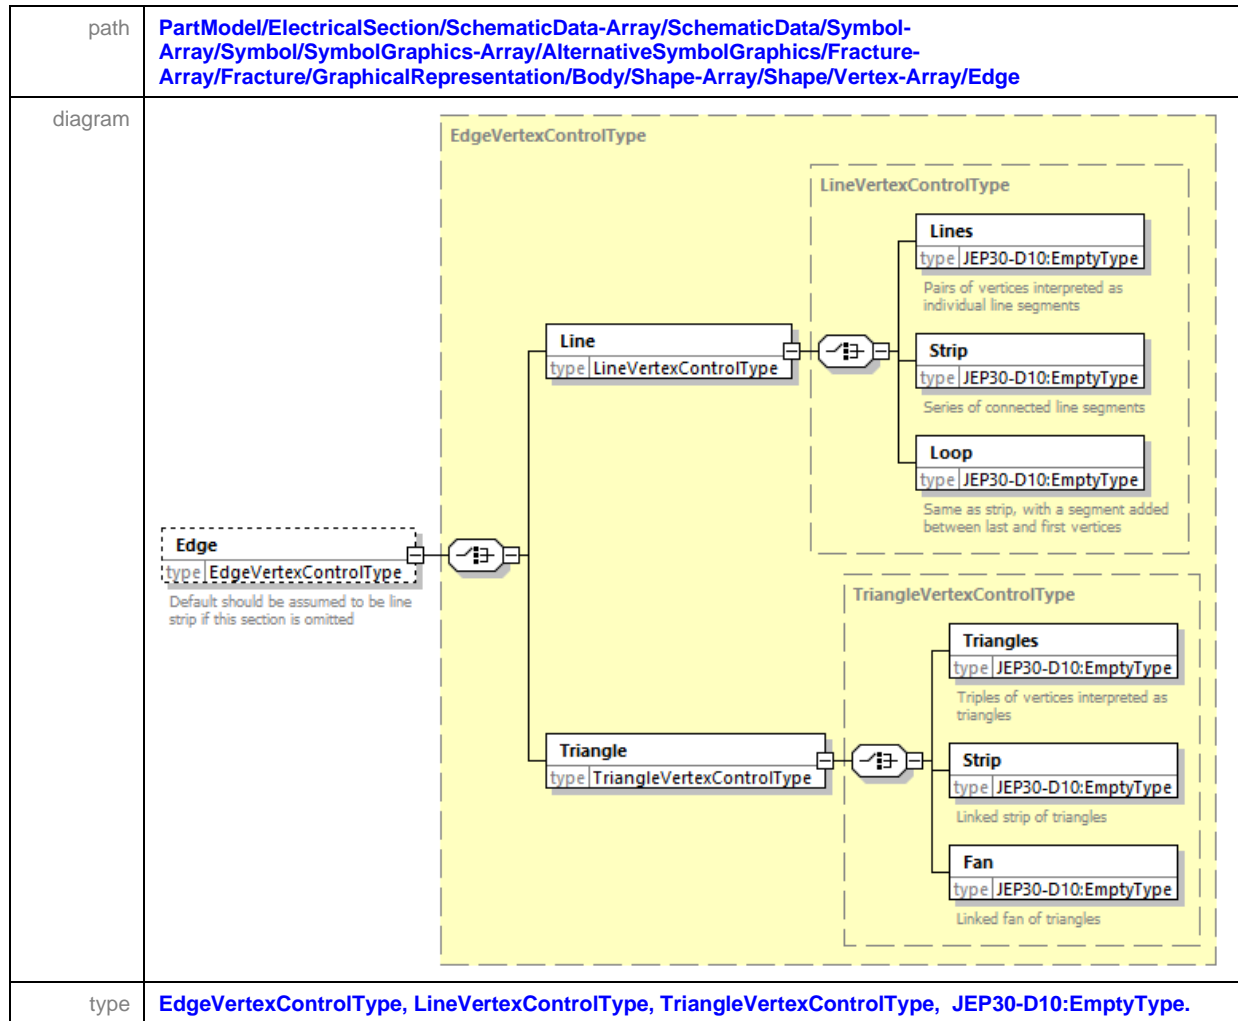 path
PartModel/ElectricalSection/SchematicData-Array/SchematicData/Symbol-
Array/Symbol/SymbolGraphics-Array/AlternativeSymbolGraphics/Fracture-
Array/Fracture/GraphicalRepresentation/Body/Shape-Array/Shape/Vertex-Array/Edge
diagram
EdgeVertexControlType
LineVertexControlType
Lines
type JEP30-D10:EmptyType
Pairs of vertices interpreted as
individual line segments
Line
type LineVertexControlType
Strip
type JEP30-D10:EmptyType
Series of connected line segments
Loop
type JEP30-D10:EmptyType
Same as strip, with a segment added
between last and first vertices
Edge
type EdgeVertexControlType
Default should be assumed to be line
strip if this section is omitted
TriangleVertexControlType
Triangles
type JEP30-D10:EmptyType
Triples of vertices interpreted as
triangles
Triangle
type TriangleVertexControlType
Strip
type JEP30-D10:EmptyType
Linked strip of triangles
Fan
type JEP30-D10:EmptyType
Linked fan of triangles
type
EdgeVertexControlType, LineVertexControlType, TriangleVertexControlType, JEP30-D10:EmptyType.